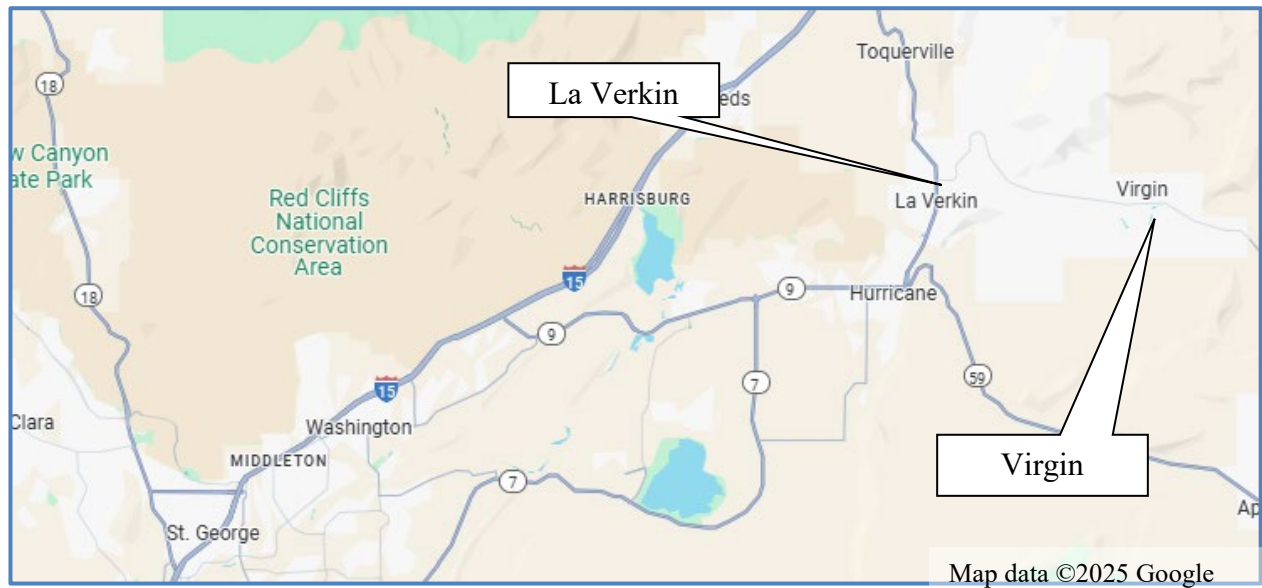 18
Toquerville
La Verkin
eds
w Canyon
ate Park
Red Cliffs
National
Conservation
Area
HARRISBURG
La Verkin
Virgin
15
18
9
Hurricane
9
7
59
15
Clara
Washington
MIDDLETON
Virgin
7
St. George
Ap
Map data ©2025 Google